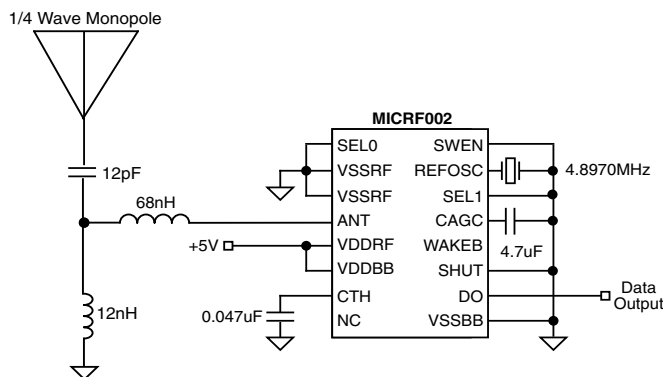 1/4 Wave Monopole
12pF
68nH
12nH
+5V
0.047uF
MICRF002
SEL0
VSSRF
VSSRF
ANT
VDDRF
VDDBB
CTH
NC
SWEN
REFOSC
SEL1
CAGC
WAKEB
SHUT
DO
VSSBB
4.8970MHz
4.7uF
Data
Output